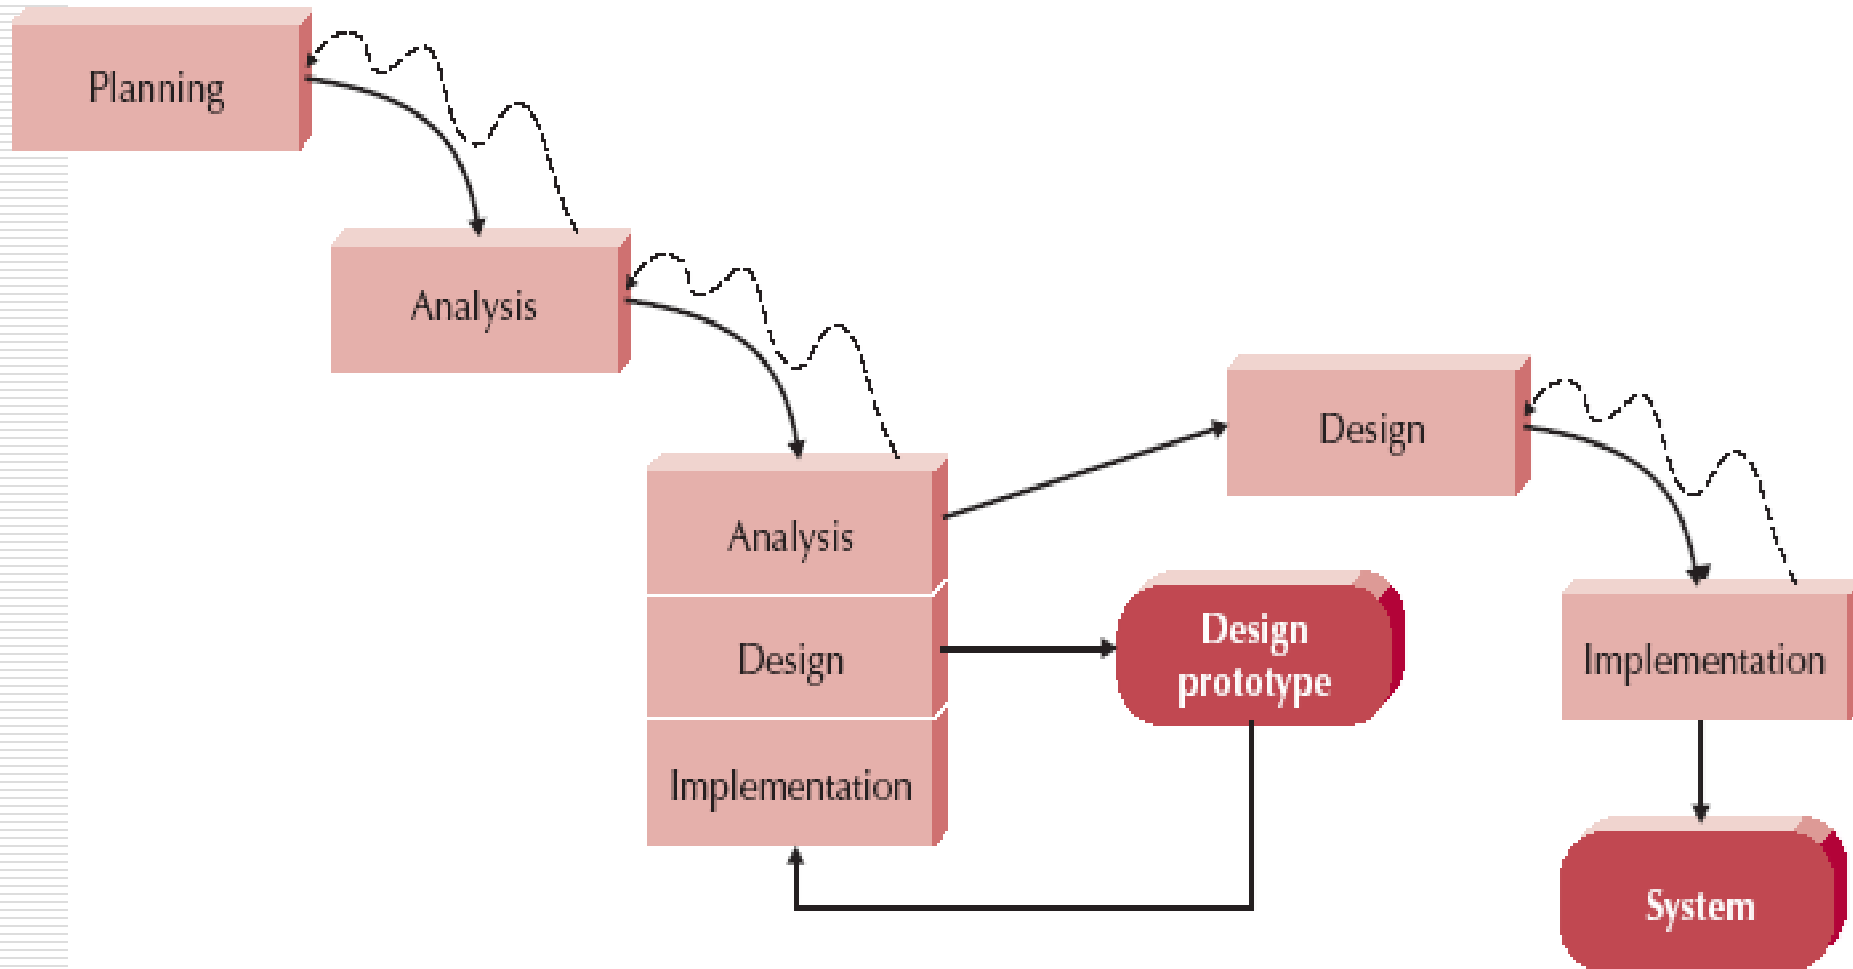 Planning
Analysis
Analysis
Design
Implementation
Design
prototype
Design
Implementation
System